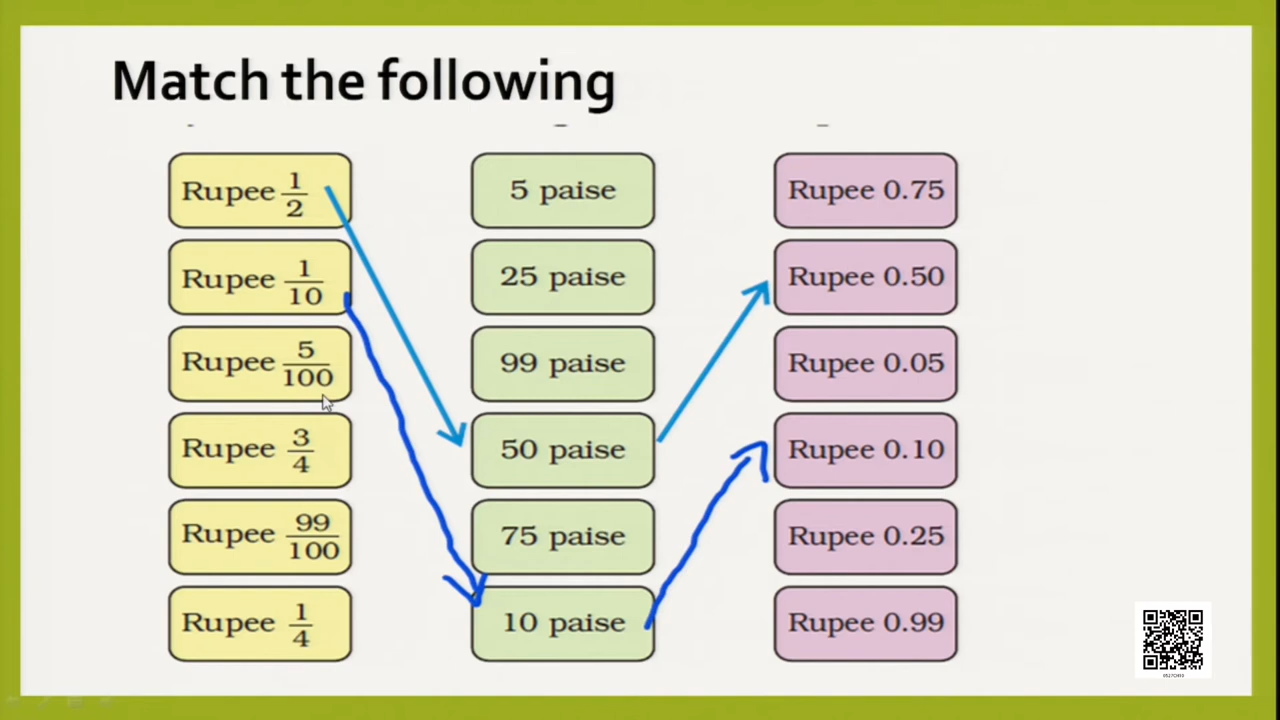 Match the following
Rupee 1/2 5 paise Rupee 0.75
Rupee 1/10 25 paise Rupee 0.50
Rupee 5/100 99 paise Rupee 0.05
Rupee 3/4 50 paise Rupee 0.10
Rupee 99/100 75 paise Rupee 0.25
Rupee 1/4 10 paise Rupee 0.99